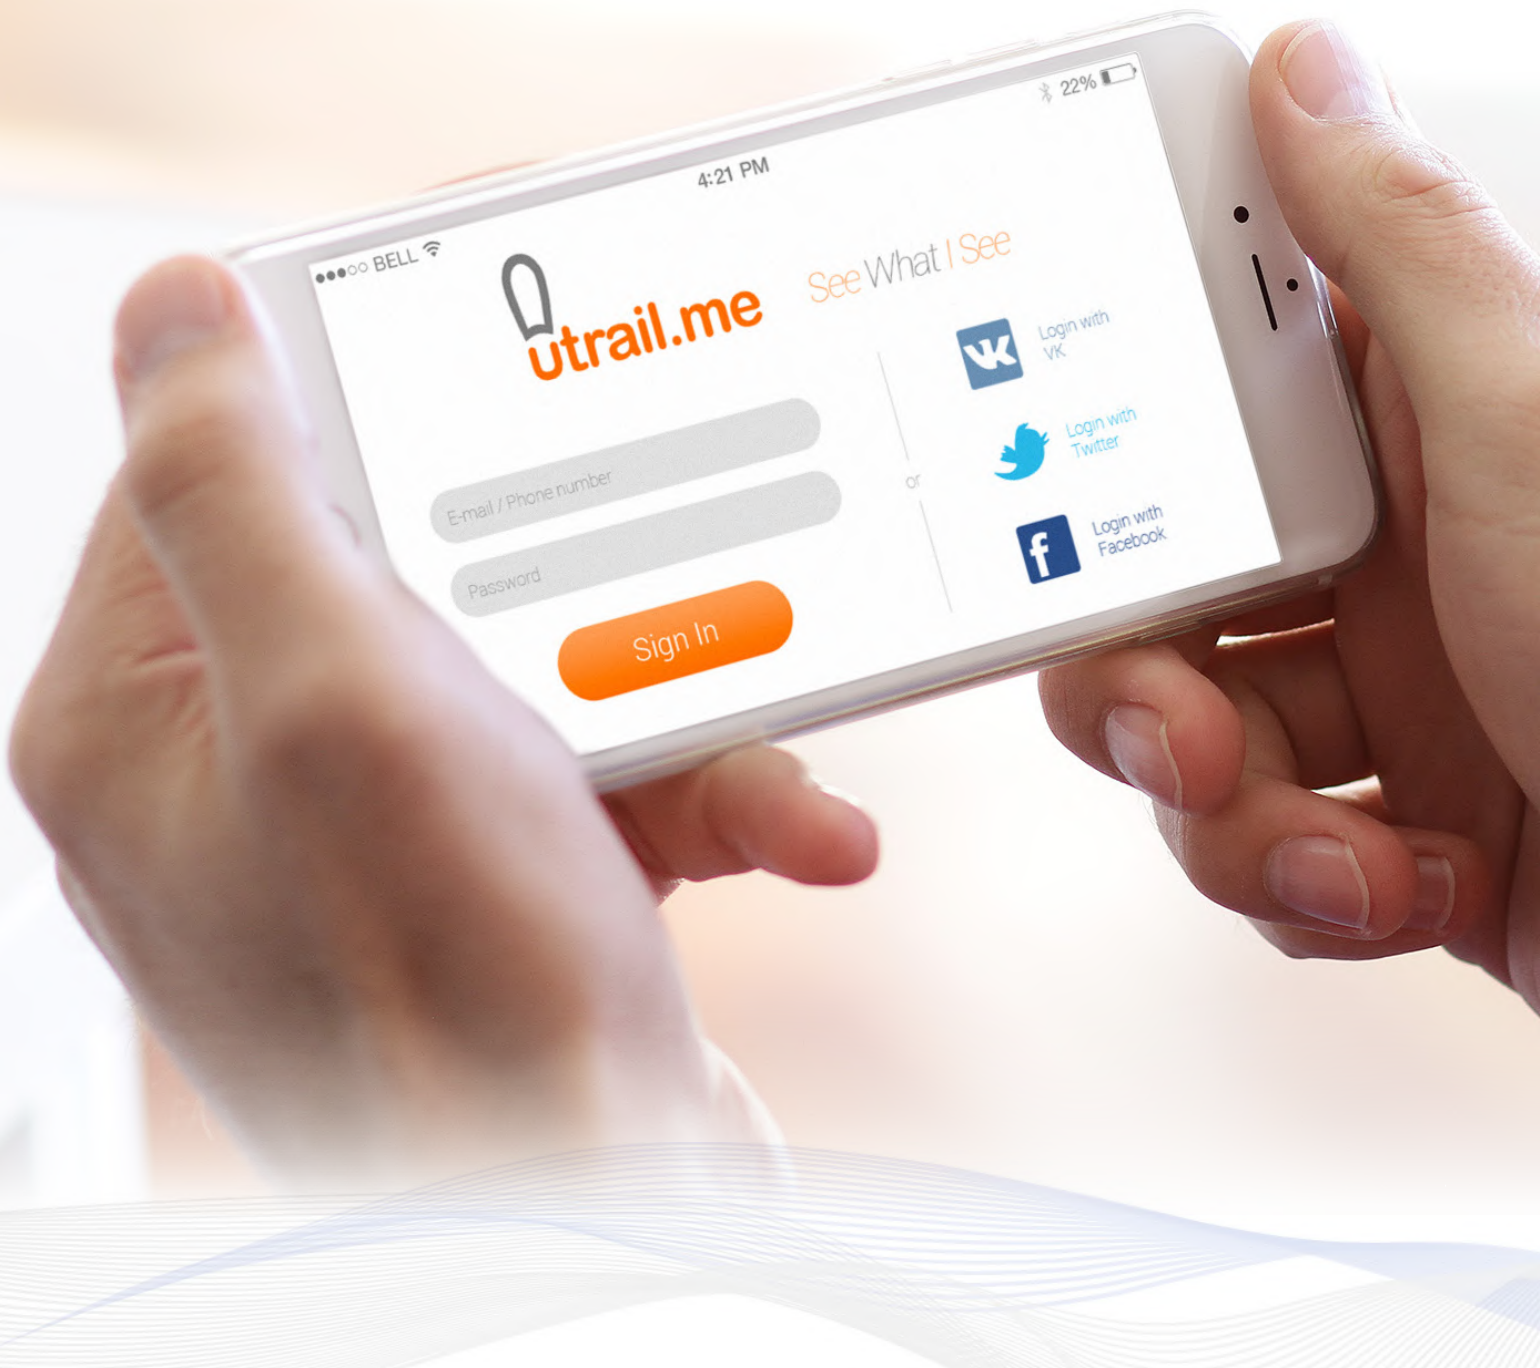 BELL
4:21 PM
22%
utrail.me
See What I See
E-mail / Phone number
Password
Sign In
or
Login with
VK
Login with
Twitter
Login with
Facebook